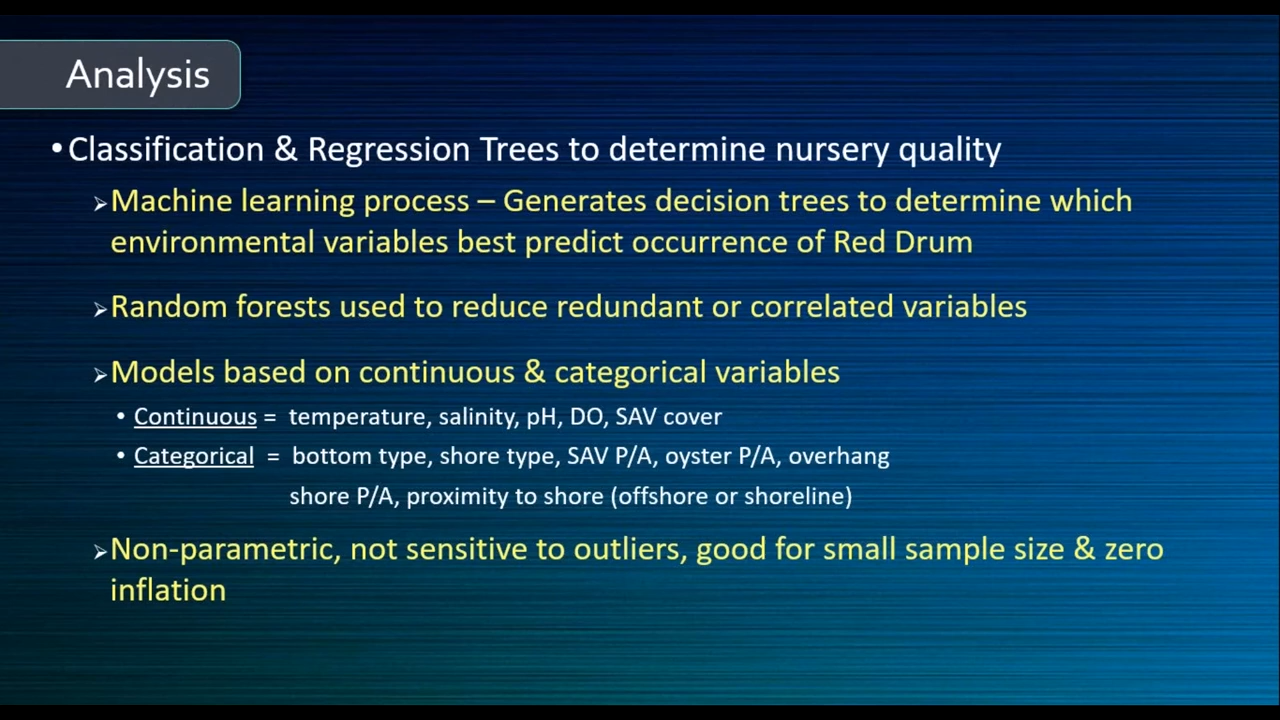 Analysis
• Classification & Regression Trees to determine nursery quality
➢ Machine learning process – Generates decision trees to determine which
environmental variables best predict occurrence of Red Drum
➢ Random forests used to reduce redundant or correlated variables
➢ Models based on continuous & categorical variables
• Continuous = temperature, salinity, pH, DO, SAV cover
• Categorical = bottom type, shore type, SAV P/A, oyster P/A, overhang
shore P/A, proximity to shore (offshore or shoreline)
➢ Non-parametric, not sensitive to outliers, good for small sample size & zero
inflation